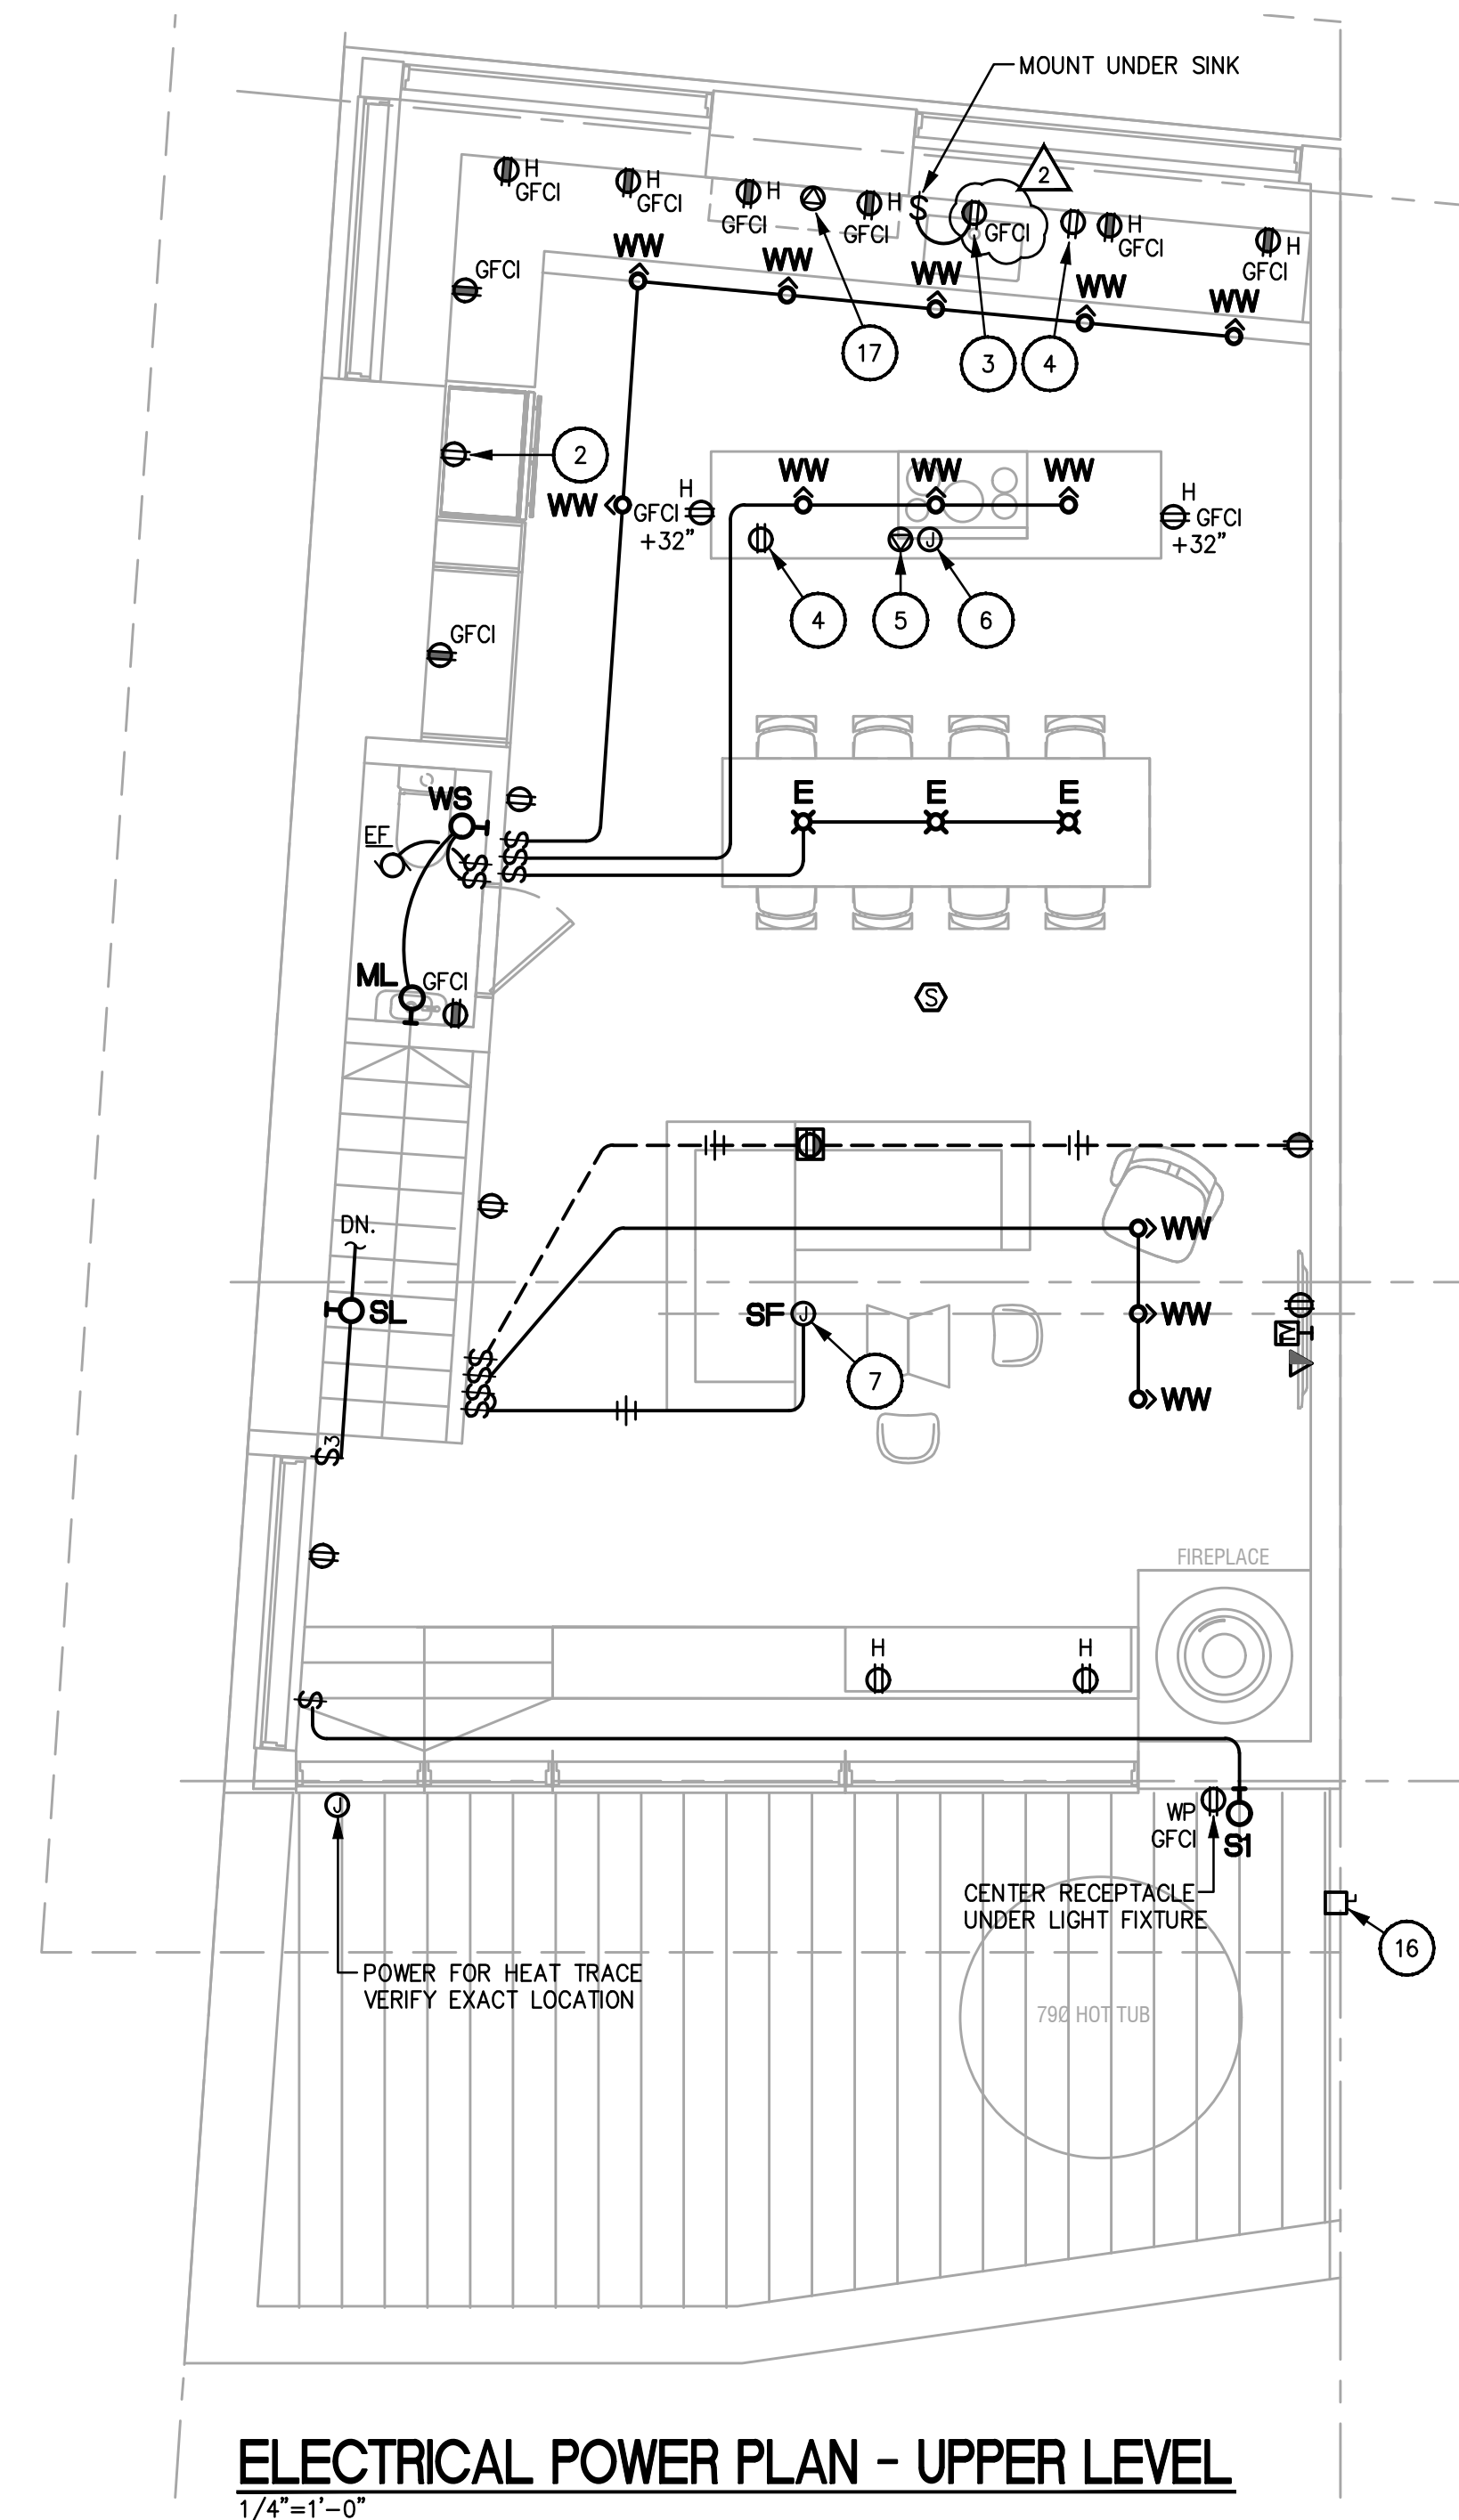 MOUNT UNDER SINK
2
H
GFCI
H
GFCI
H
GFCI
H
GFCI
S
GFCI
H
GFCI
H
GFCI
GFCI
WW
WW
WW
WW
WW
17
3
4
2
WW
WW
WW
WW
H
GFCI
+32"
H
GFCI
+32"
J
4
5
6
GFCI
WS
EF
S
S
S
S
S
E
E
E
ML
GFCI
S
DN.
SL
WW
SF
J
WW
WW
7
TV
S
S
S
S
S3
FIREPLACE
H
H
S
J
WP
GFCI
S1
CENTER RECEPTACLE
UNDER LIGHT FIXTURE
16
POWER FOR HEAT TRACE
VERIFY EXACT LOCATION
79Ø HOT TUB
ELECTRICAL POWER PLAN - UPPER LEVEL
1/4"=1'-0"